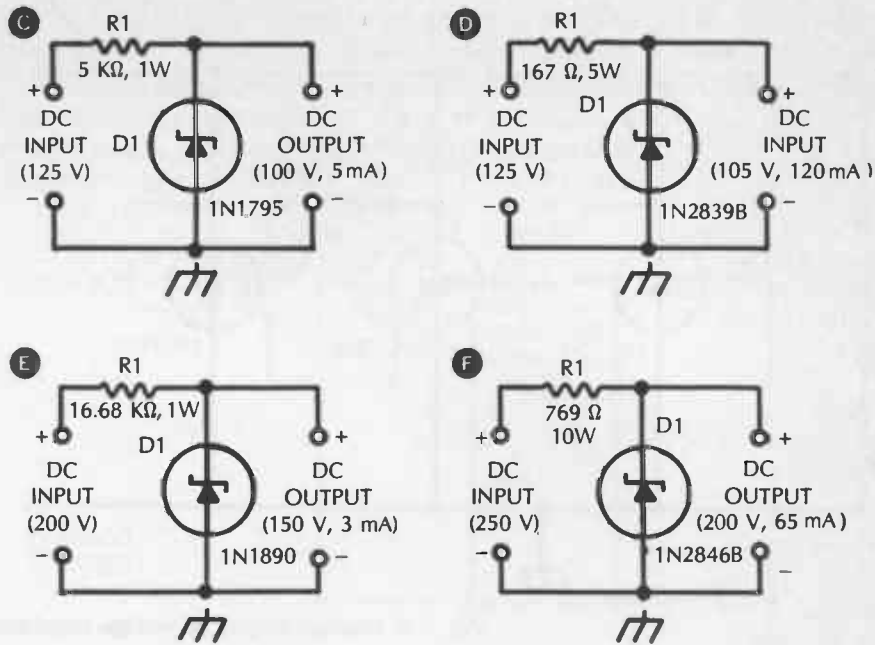 C
R1
5 KΩ, 1W
+
+
DC
INPUT
(125 V)
D1
DC
OUTPUT
(100 V, 5mA)
−
−
1N1795
D
R1
167 Ω, 5W
+
+
DC
INPUT
(125 V)
D1
DC
INPUT
(105 V, 120mA)
−
−
1N2839B
E
R1
16.68 KΩ, 1W
+
+
DC
INPUT
(200 V)
D1
DC
OUTPUT
(150 V, 3 mA)
−
−
1N1890
F
R1
769 Ω
10W
+
+
DC
INPUT
(250 V)
D1
DC
OUTPUT
(200 V, 65mA)
−
−
1N2846B